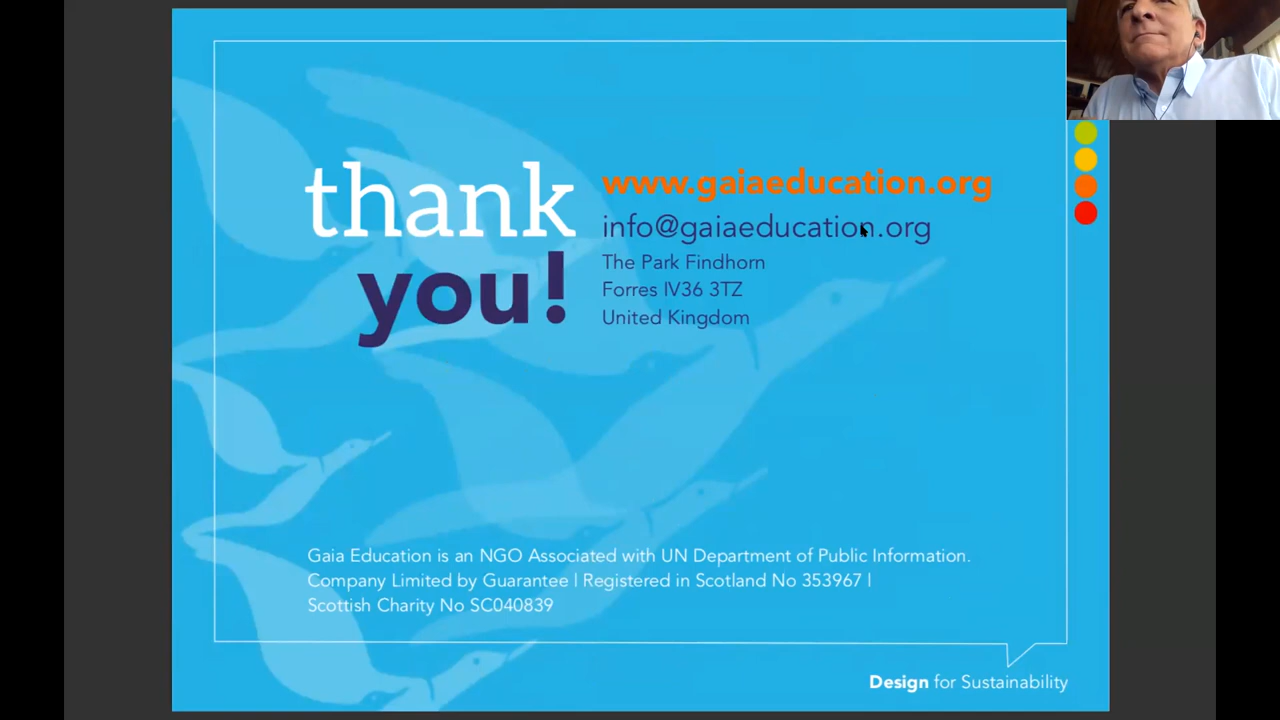 thank
you!
www.gaiaeducation.org
info@gaiaeducation.org
The Park Findhorn
Forres IV36 3TZ
United Kingdom
Gaia Education is an NGO Associated with UN Department of Public Information.
Company Limited by Guarantee | Registered in Scotland No 353967 |
Scottish Charity No SC040839
Design for Sustainability